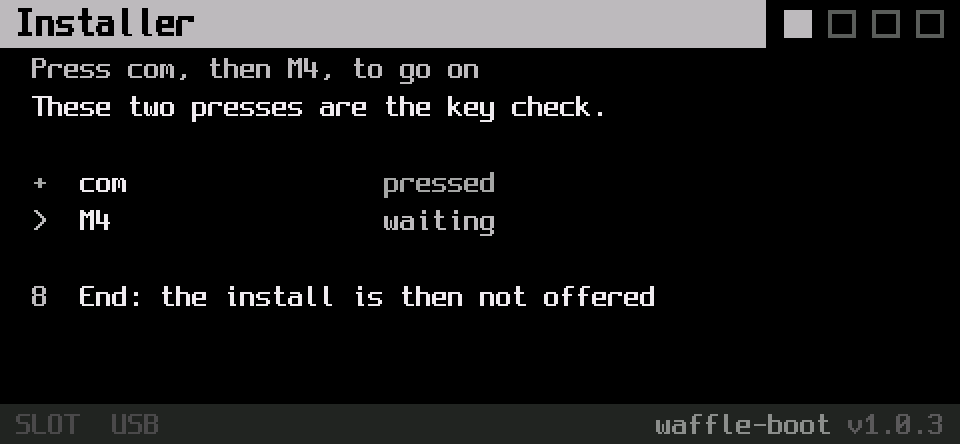 Installer
Press com, then M4, to go on
These two presses are the key check.
+ com pressed
> M4 waiting
8 End: the install is then not offered
SLOT USB waffle-boot v1.0.3